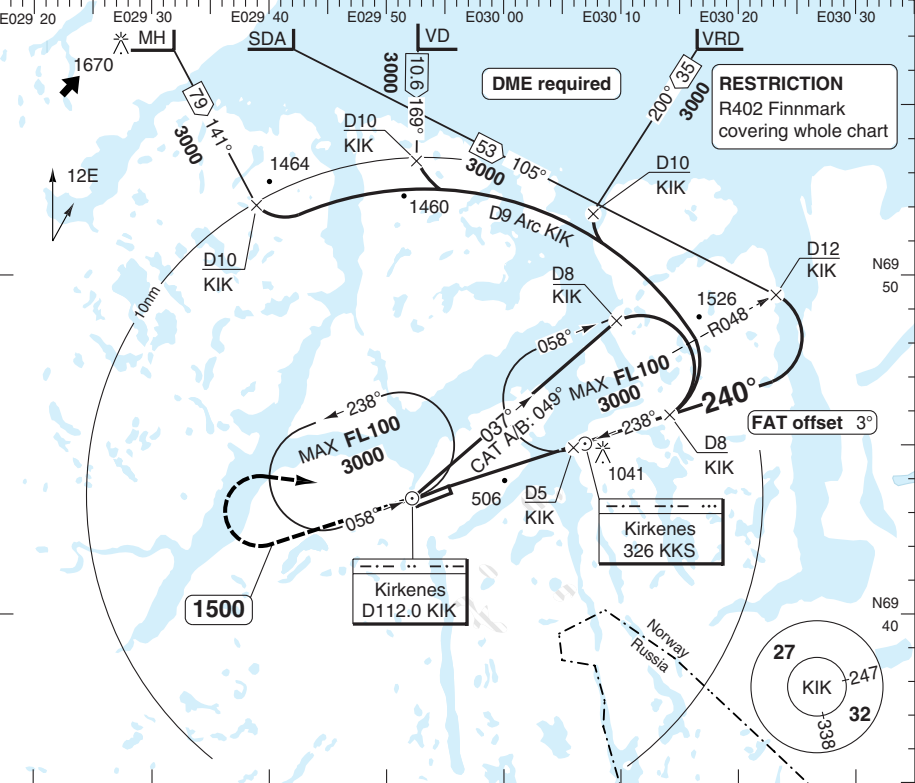 E029 20
E029 30
E029 40
E029 50
E029 52
E030 00
E030 10
E030 20
E030 30
MH
SDA
VD
VRD
1670
DME required
RESTRICTION
R402 Finnmark
covering whole chart
79
141°
3000
10.6
169°
3000
53
105°
3000
35
200°
3000
12E
D10
KIK
D10
KIK
D10
KIK
1464
1460
D9 Arc KIK
10nm
D8
KIK
D12
KIK
N69
50
1526
R048
058°
MAX FL100
3000
240°
238°
MAX FL100
3000
037°
CAT A/B: 049°
238°
FAT offset 3°
D8
KIK
1041
506
D5
KIK
058°
Kirkenes
326 KKS
Kirkenes
D112.0 KIK
1500
N69
40
Norway
Russia
27
KIK
247
32
338